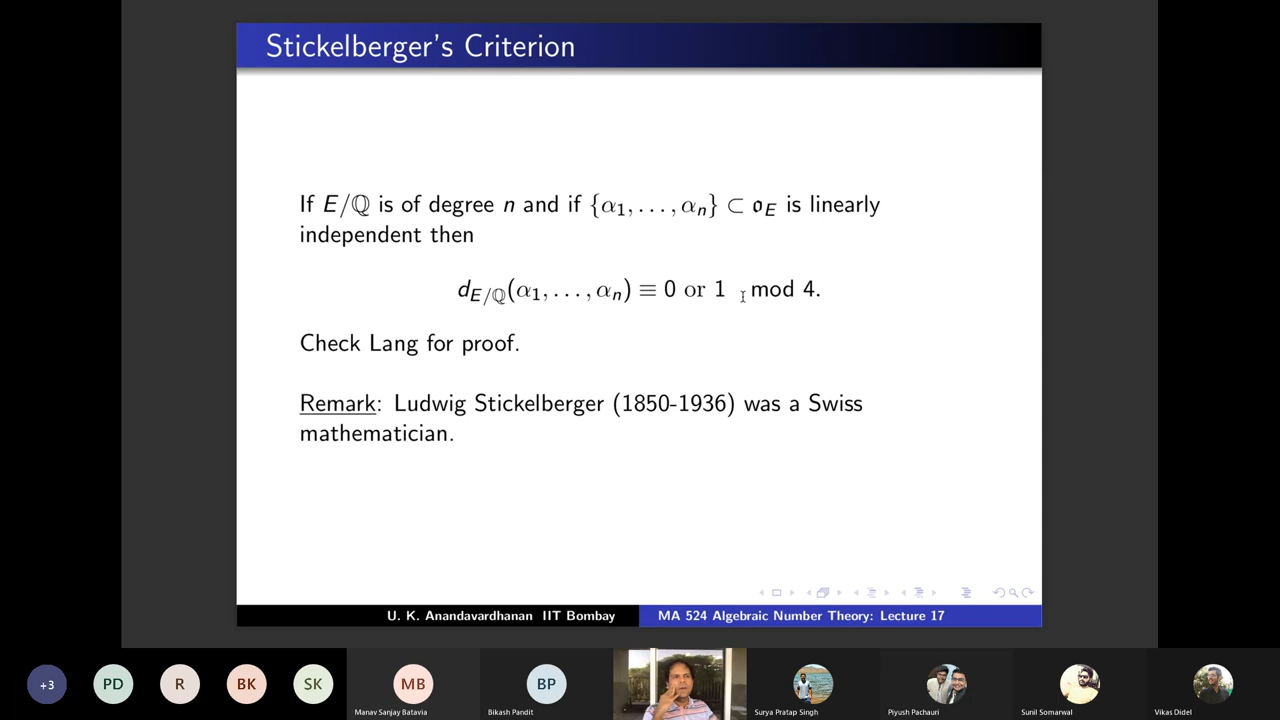 Stickelberger's Criterion
If E/ℚ is of degree n and if {α₁, . . . , αₙ} ⊂ 𝔬_E is linearly
independent then
d_{E/ℚ}(α₁, . . . , αₙ) ≡ 0 or 1 mod 4.
Check Lang for proof.
Remark: Ludwig Stickelberger (1850-1936) was a Swiss
mathematician.
U. K. Anandavardhanan IIT Bombay
MA 524 Algebraic Number Theory: Lecture 17
+3
PD
R
BK
SK
MB
BP
Manav Sanjay Batavia
Bikash Pandit
Surya Pratap Singh
Piyush Pachauri
Sunil Somarwal
Vikas Didel